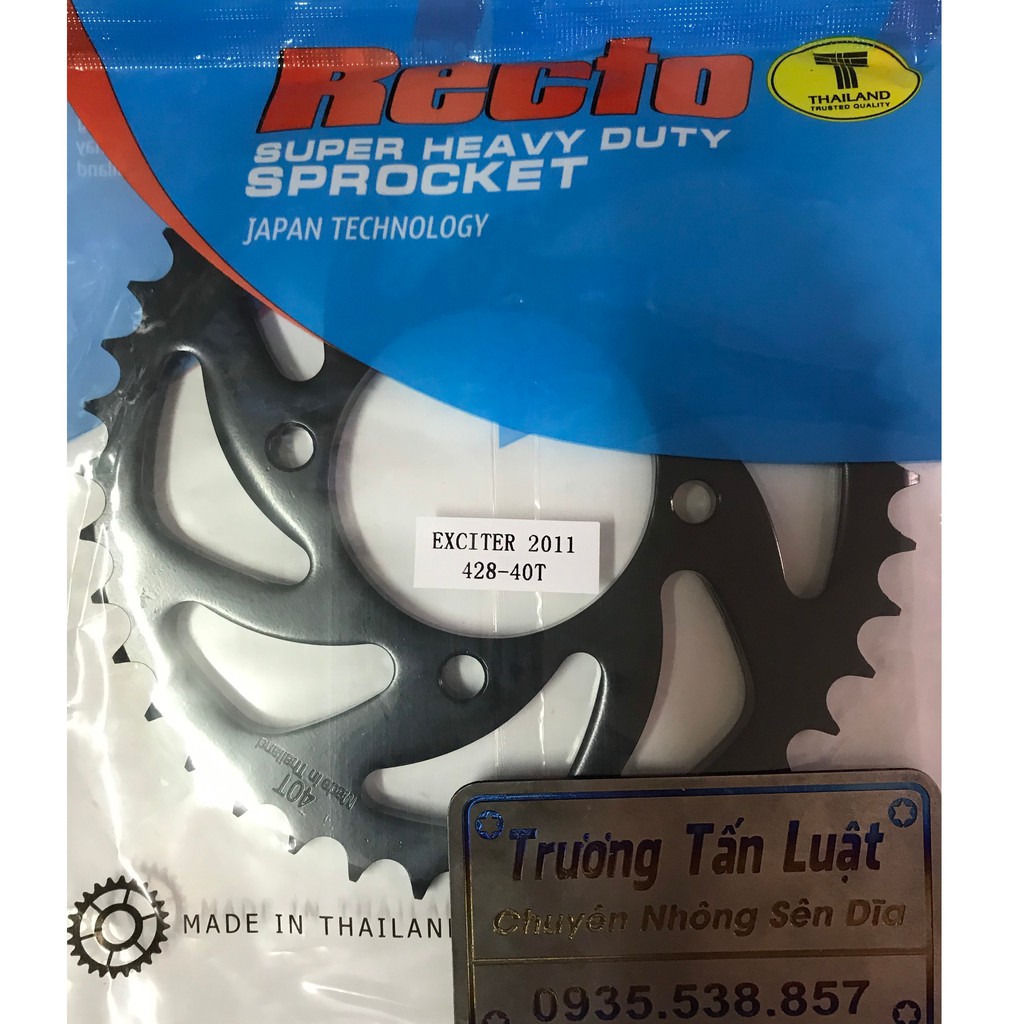 Recto
THAILAND
TRUSTED QUALITY
SUPER HEAVY DUTY
SPROCKET
JAPAN TECHNOLOGY
EXCITER 2011
428-40T
40T
Made In Thailand
MADE IN THAILAN
Trương Tấn Luật
Chuyên Nhông Sên Dĩa
0935.538.857